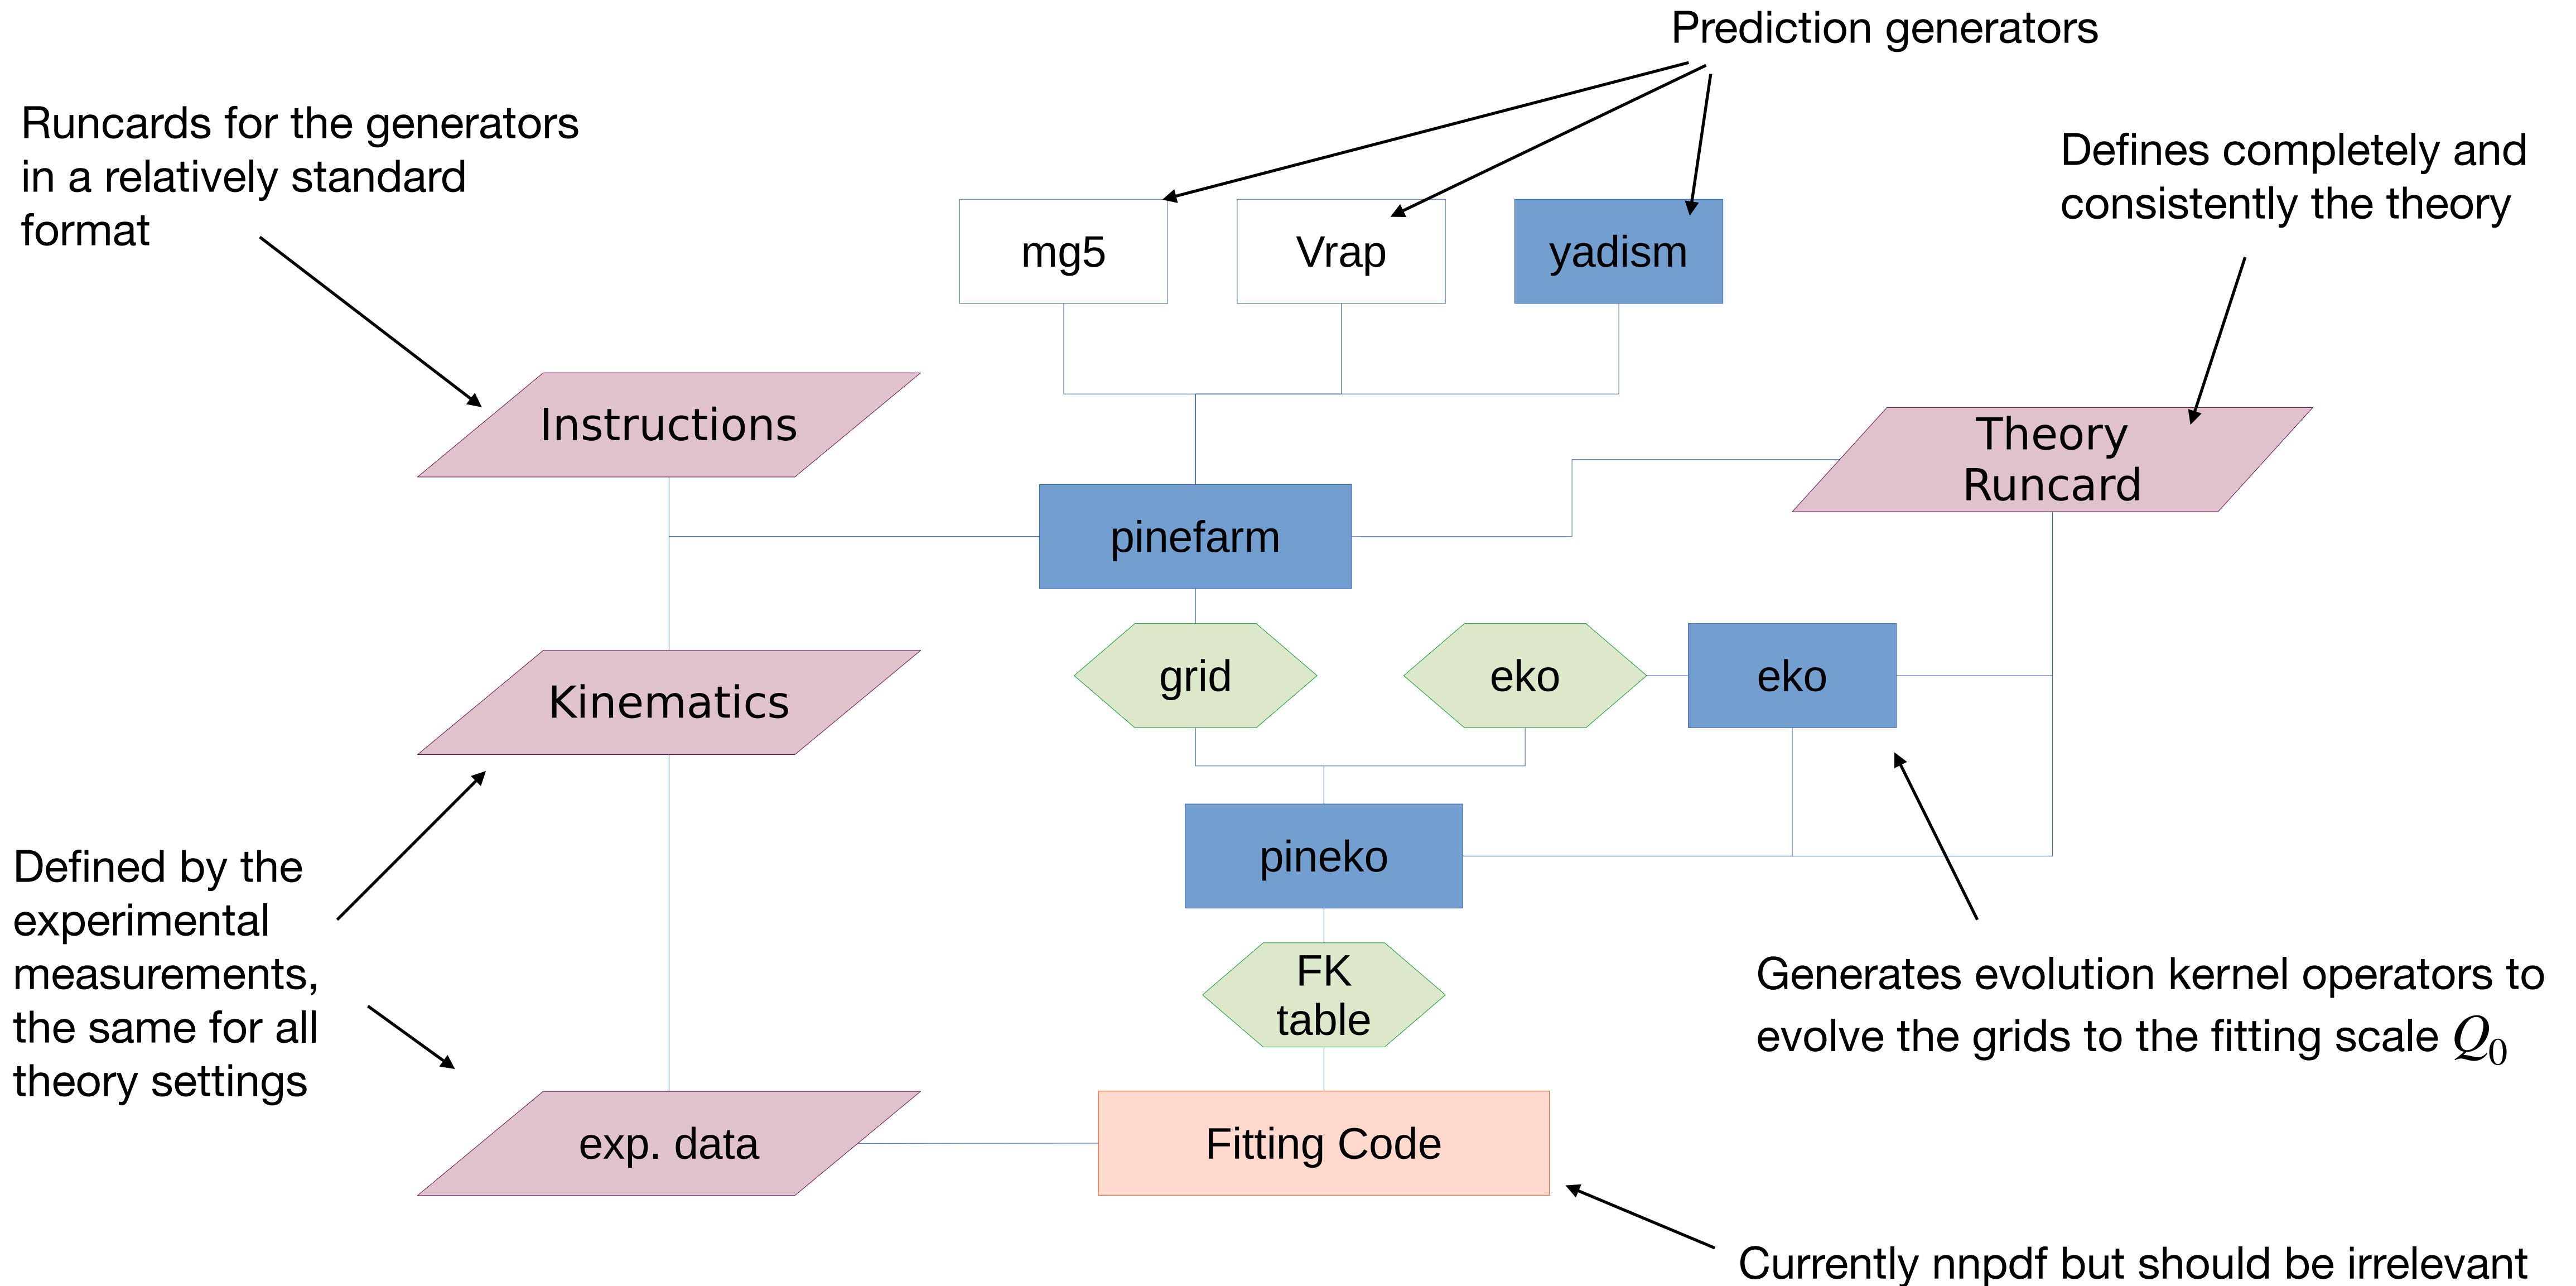 Prediction generators
Runcards for the generators
in a relatively standard
format
Defines completely and
consistently the theory
mg5
Vrap
yadism
Instructions
Theory
Runcard
pinefarm
Kinematics
grid
eko
eko
pineko
Defined by the
experimental
measurements,
the same for all
theory settings
FK
table
Generates evolution kernel operators to
evolve the grids to the fitting scale Q₀
exp. data
Fitting Code
Currently nnpdf but should be irrelevant